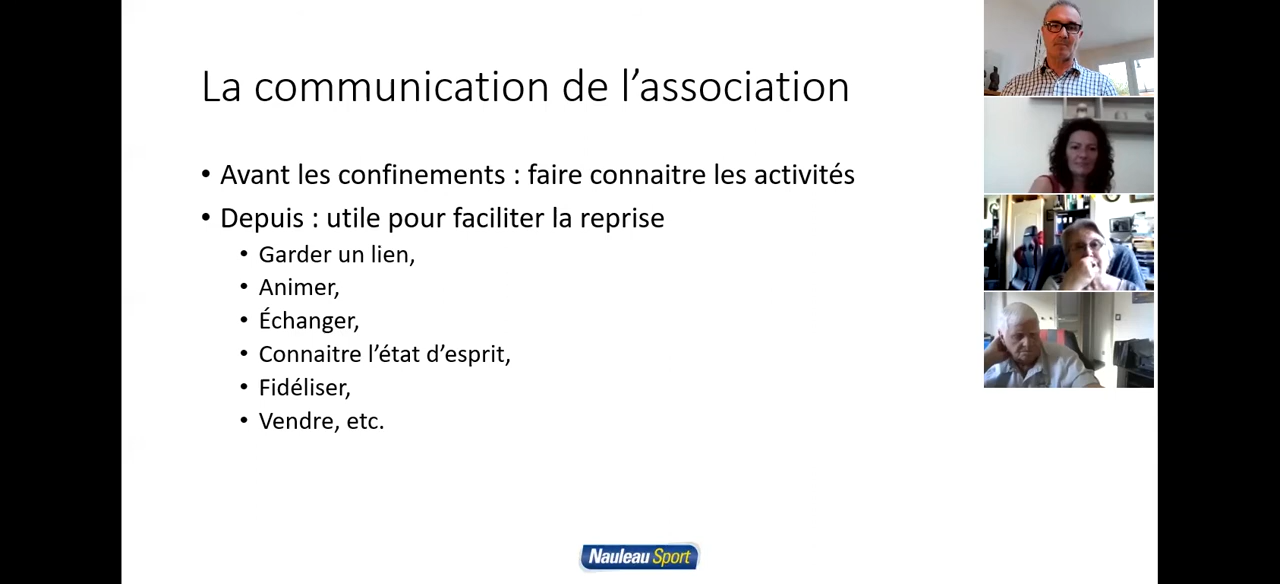 La communication de l’association
• Avant les confinements : faire connaitre les activités
• Depuis : utile pour faciliter la reprise
• Garder un lien,
• Animer,
• Échanger,
• Connaitre l’état d’esprit,
• Fidéliser,
• Vendre, etc.
Nauleau Sport